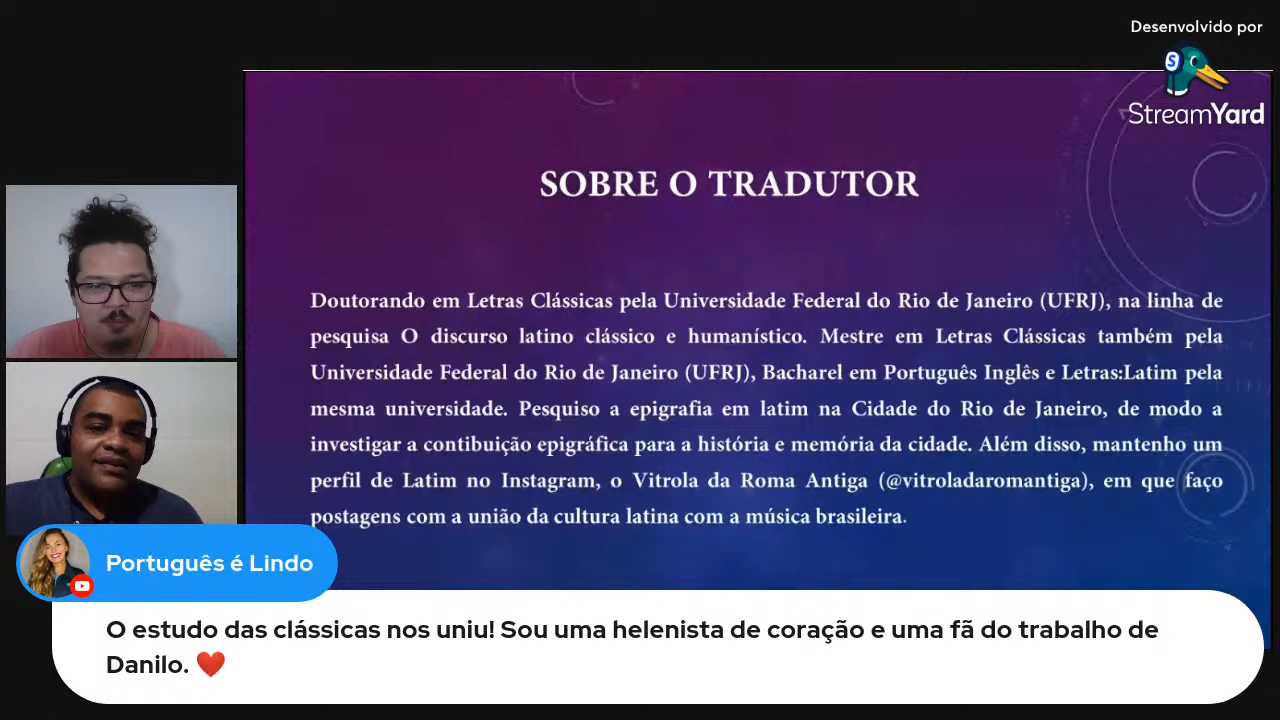 Desenvolvido por
StreamYard
SOBRE O TRADUTOR
Doutorando em Letras Clássicas pela Universidade Federal do Rio de Janeiro (UFRJ), na linha de
pesquisa O discurso latino clássico e humanístico. Mestre em Letras Clássicas também pela
Universidade Federal do Rio de Janeiro (UFRJ), Bacharel em Português Inglês e Letras:Latim pela
mesma universidade. Pesquiso a epigrafia em latim na Cidade do Rio de Janeiro, de modo a
investigar a contibuição epigráfica para a história e memória da cidade. Além disso, mantenho um
perfil de Latim no Instagram, o Vitrola da Roma Antiga (@vitroladaromantiga), em que faço
postagens com a união da cultura latina com a música brasileira.
Português é Lindo
O estudo das clássicas nos uniu! Sou uma helenista de coração e uma fã do trabalho de
Danilo. ❤️